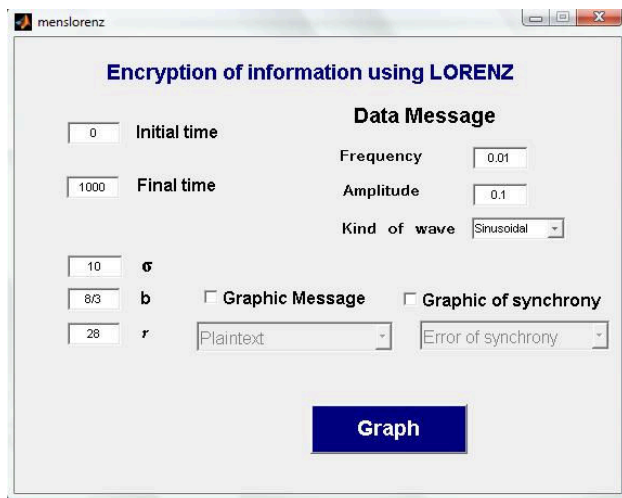 menslorenz
Encryption of information using LORENZ
0 Initial time
1000 Final time
Data Message
Frequency 0.01
Amplitude 0.1
Kind of wave Sinusoidal
10 σ
8/3 b
28 r
Graphic Message
Plaintext
Graphic of synchrony
Error of synchrony
Graph